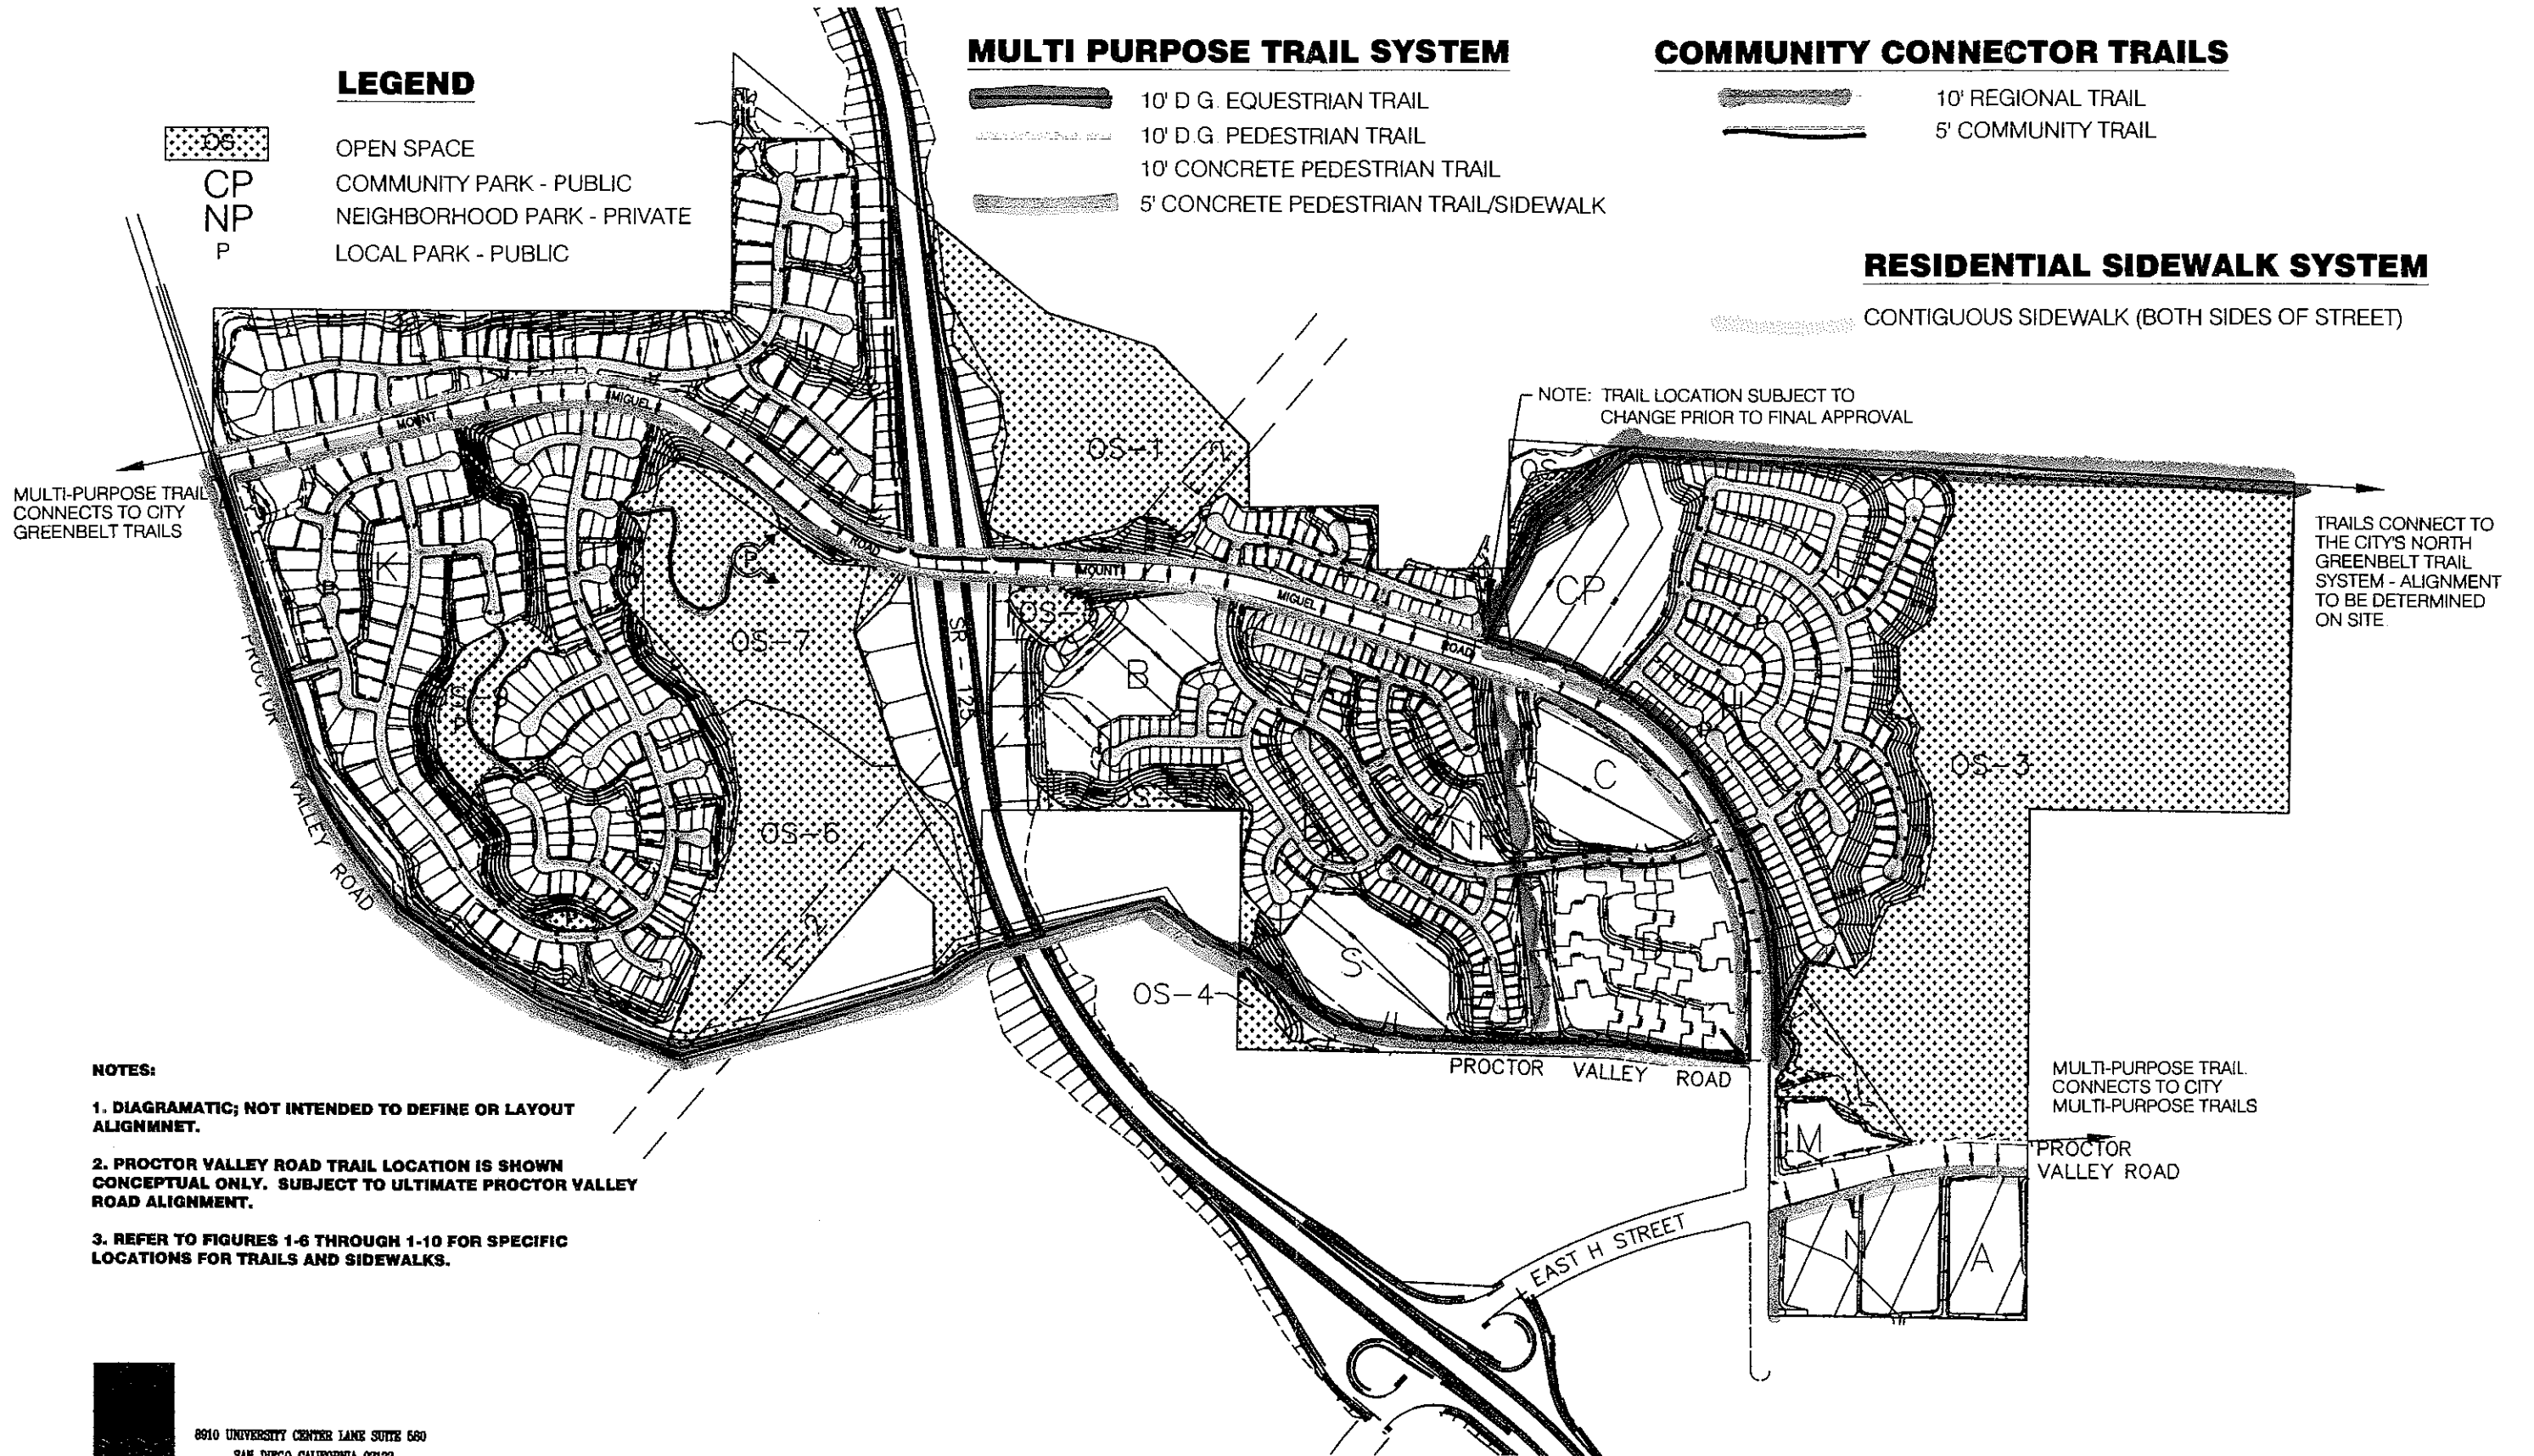 LEGEND
OS
OPEN SPACE
CP
COMMUNITY PARK - PUBLIC
NP
NEIGHBORHOOD PARK - PRIVATE
P
LOCAL PARK - PUBLIC
MULTI PURPOSE TRAIL SYSTEM
10' D G. EQUESTRIAN TRAIL
10' D.G. PEDESTRIAN TRAIL
10' CONCRETE PEDESTRIAN TRAIL
5' CONCRETE PEDESTRIAN TRAIL/SIDEWALK
COMMUNITY CONNECTOR TRAILS
10' REGIONAL TRAIL
5' COMMUNITY TRAIL
RESIDENTIAL SIDEWALK SYSTEM
CONTIGUOUS SIDEWALK (BOTH SIDES OF STREET)
NOTE: TRAIL LOCATION SUBJECT TO
CHANGE PRIOR TO FINAL APPROVAL
MULTI-PURPOSE TRAIL
CONNECTS TO CITY
GREENBELT TRAILS
TRAILS CONNECT TO
THE CITY'S NORTH
GREENBELT TRAIL
SYSTEM - ALIGNMENT
TO BE DETERMINED
ON SITE.
MOUNT
MIGUEL
ROAD
MOUNT
MIGUEL
ROAD
OS-1
OS
CP
K
P
P
OS-7
SR - 125
B
C
OS-3
OS-6
E-2
S
OS-4
PROCTOR
VALLEY
ROAD
PROCTOR VALLEY ROAD
MULTI-PURPOSE TRAIL.
CONNECTS TO CITY
MULTI-PURPOSE TRAILS
M
PROCTOR
VALLEY ROAD
N
A
EAST H STREET
NOTES:
1. DIAGRAMATIC; NOT INTENDED TO DEFINE OR LAYOUT
ALIGNMNET.
2. PROCTOR VALLEY ROAD TRAIL LOCATION IS SHOWN
CONCEPTUAL ONLY. SUBJECT TO ULTIMATE PROCTOR VALLEY
ROAD ALIGNMENT.
3. REFER TO FIGURES 1-6 THROUGH 1-10 FOR SPECIFIC
LOCATIONS FOR TRAILS AND SIDEWALKS.
8910 UNIVERSITY CENTER LANE SUITE
SAN DIEGO, CALIFORNIA